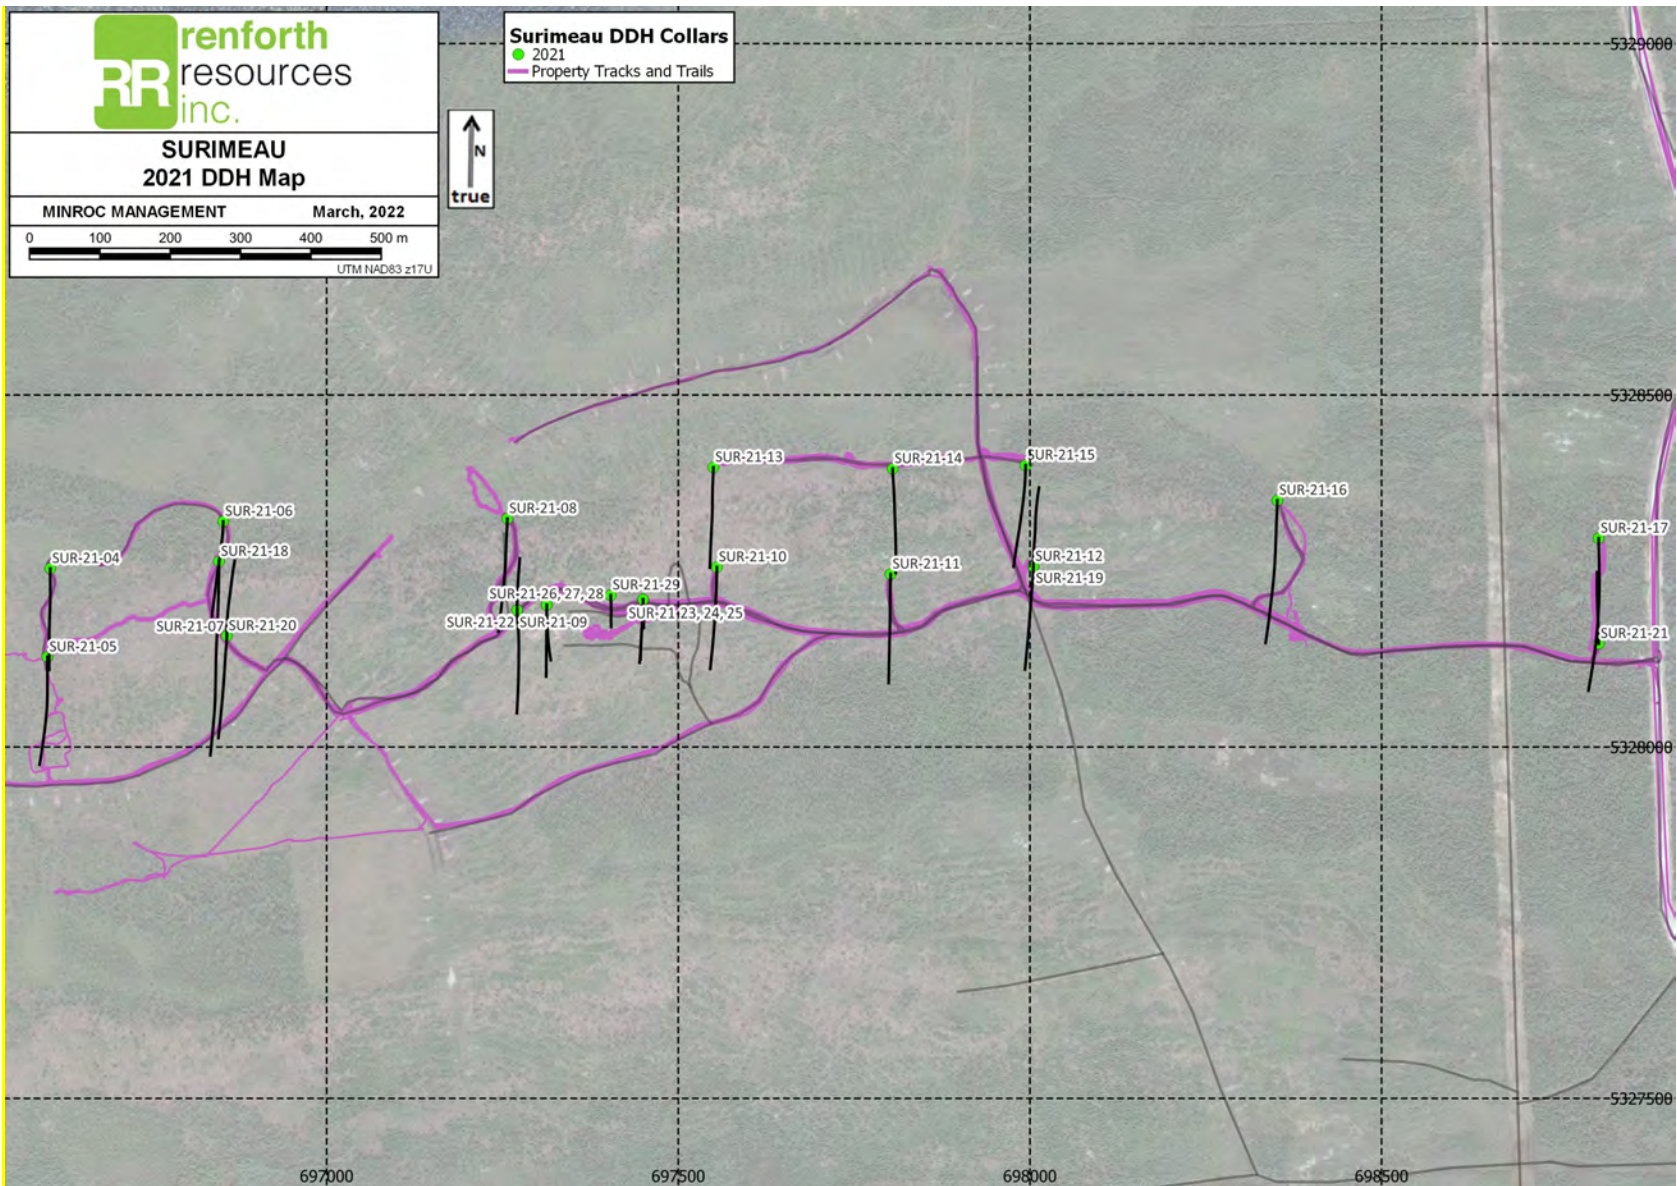 renforth
RR resources
inc.
SURIMEAU
2021 DDH Map
MINROC MANAGEMENT March, 2022
0 100 200 300 400 500 m
UTM NAD83 z17U
Surimeau DDH Collars
2021
Property Tracks and Trails
N
true
5329000
5328500
SUR-21-13
SUR-21-14
SUR-21-15
SUR-21-16
SUR-21-06
SUR-21-08
SUR-21-17
SUR-21-04
SUR-21-18
SUR-21-10
SUR-21-11
SUR-21-12
SUR-21-19
SUR-21-29
SUR-21-26, 27, 28
SUR-21-23, 24, 25
SUR-21-07
SUR-21-20
SUR-21-22
SUR-21-09
SUR-21-05
SUR-21-21
5328000
5327500
697000
697500
698000
698500